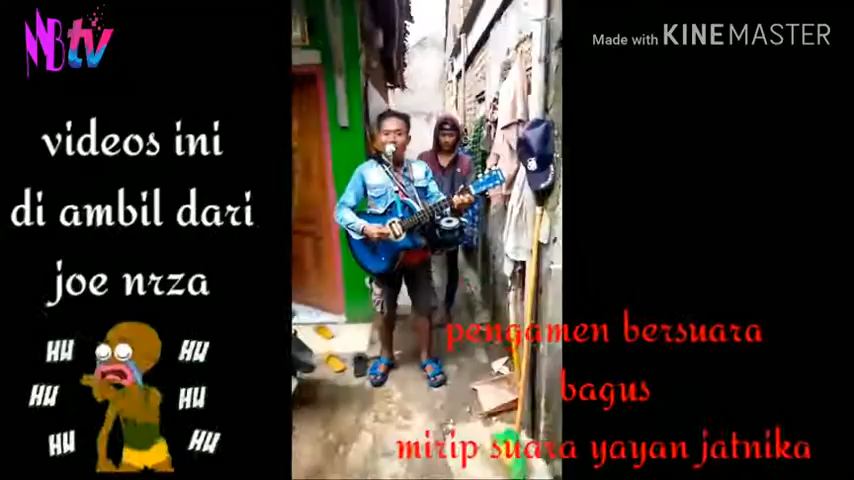 NBTV
Made with KINEMASTER
videos ini
di ambil dari
joe nrza
HU HU
HU HU
HU HU
pengamen bersuara
bagus
mirip suara yayan jatnika